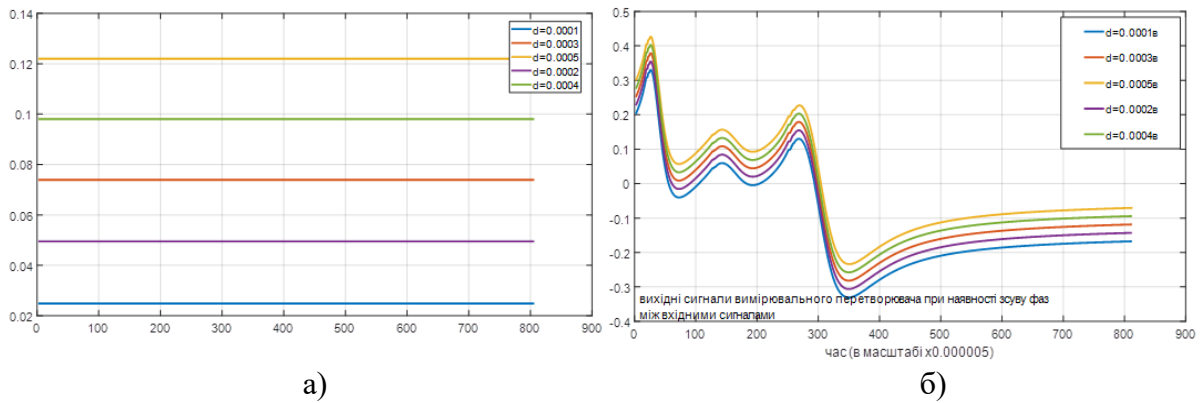 0.14
0.12
0.1
0.08
0.06
0.04
0.02
0 100 200 300 400 500 600 700 800 900
d=0.0001
d=0.0003
d=0.0005
d=0.0002
d=0.0004
а)
0.5
0.4
0.3
0.2
0.1
0
-0.1
-0.2
-0.3
-0.4
d=0.0001в
d=0.0003в
d=0.0005в
d=0.0002в
d=0.0004в
вихідні сигнали вимірювального перетворювача при наявності зсуву фаз
між вхідними сигналами
0 100 200 300 400 500 600 700 800 900
час (в масштабі х0.000005)
б)